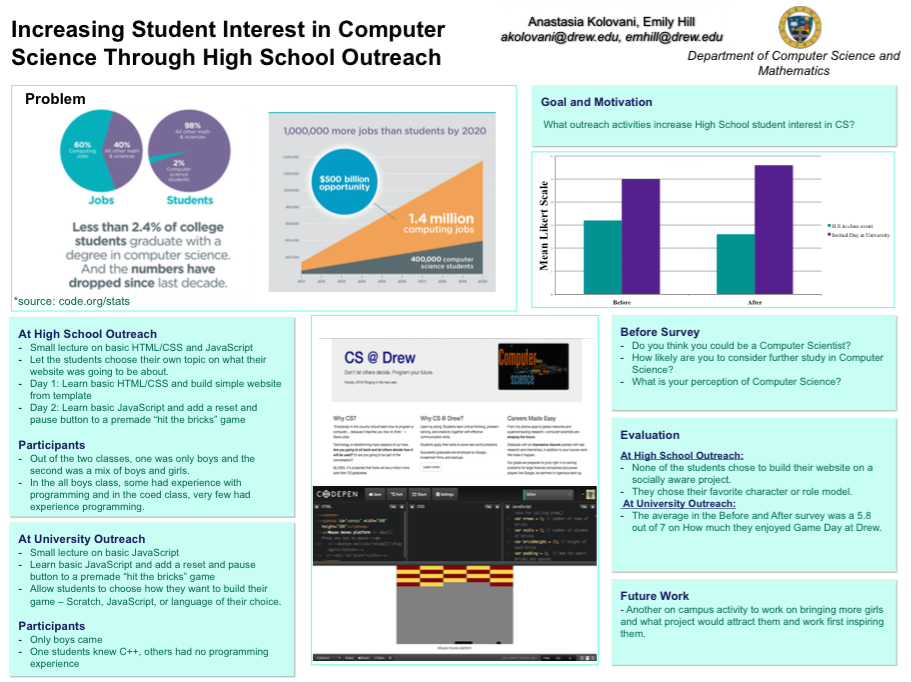 Increasing Student Interest in Computer
Science Through High School Outreach
Anastasia Kolovani, Emily Hill
akolovani@drew.edu, emhill@drew.edu
Department of Computer Science and
Mathematics
Problem
60%
Computing
Jobs
40%
All other math
& sciences
Jobs
98%
All other math
& sciences
2%
Computer
science
students
Students
Less than 2.4% of college
students graduate with a
degree in computer science.
And the numbers have
dropped since last decade.
*source: code.org/stats
1,000,000 more jobs than students by 2020
$500 billion
opportunity
1.4 million
computing jobs
400,000 computer
science students
Goal and Motivation
What outreach activities increase High School student interest in CS?
Mean Likert Scale
Before
After
H.S in-class event
Invited Day at University
At High School Outreach
- Small lecture on basic HTML/CSS and JavaScript
- Let the students choose their own topic on what their
website was going to be about.
- Day 1: Learn basic HTML/CSS and build simple website
from template
- Day 2: Learn basic JavaScript and add a reset and
pause button to a premade “hit the bricks” game
Participants
- Out of the two classes, one was only boys and the
second was a mix of boys and girls.
- In the all boys class, some had experience with
programming and in the coed class, very few had
experience programming.
At University Outreach
- Small lecture on basic JavaScript
- Learn basic JavaScript and add a reset and pause
button to a premade “hit the bricks” game
- Allow students to choose how they want to build their
game – Scratch, JavaScript, or language of their choice.
Participants
- Only boys came
- One students knew C++, others had no programming
experience
CS @ Drew
Don't let others decide. Program your future.
Computer
science
Why CS?
Why CS @ Drew?
Careers Made Easy
Learn more
CODEPEN
Save
Fork
Share
Settings
Editor
HTML
CSS
JavaScript
Mouse moves platform
Before Survey
- Do you think you could be a Computer Scientist?
- How likely are you to consider further study in Computer
Science?
- What is your perception of Computer Science?
Evaluation
At High School Outreach:
- None of the students chose to build their website on a
socially aware project.
- They chose their favorite character or role model.
At University Outreach:
- The average in the Before and After survey was a 5.8
out of 7 on How much they enjoyed Game Day at Drew.
Future Work
- Another on campus activity to work on bringing more girls
and what project would attract them and work first inspiring
them.